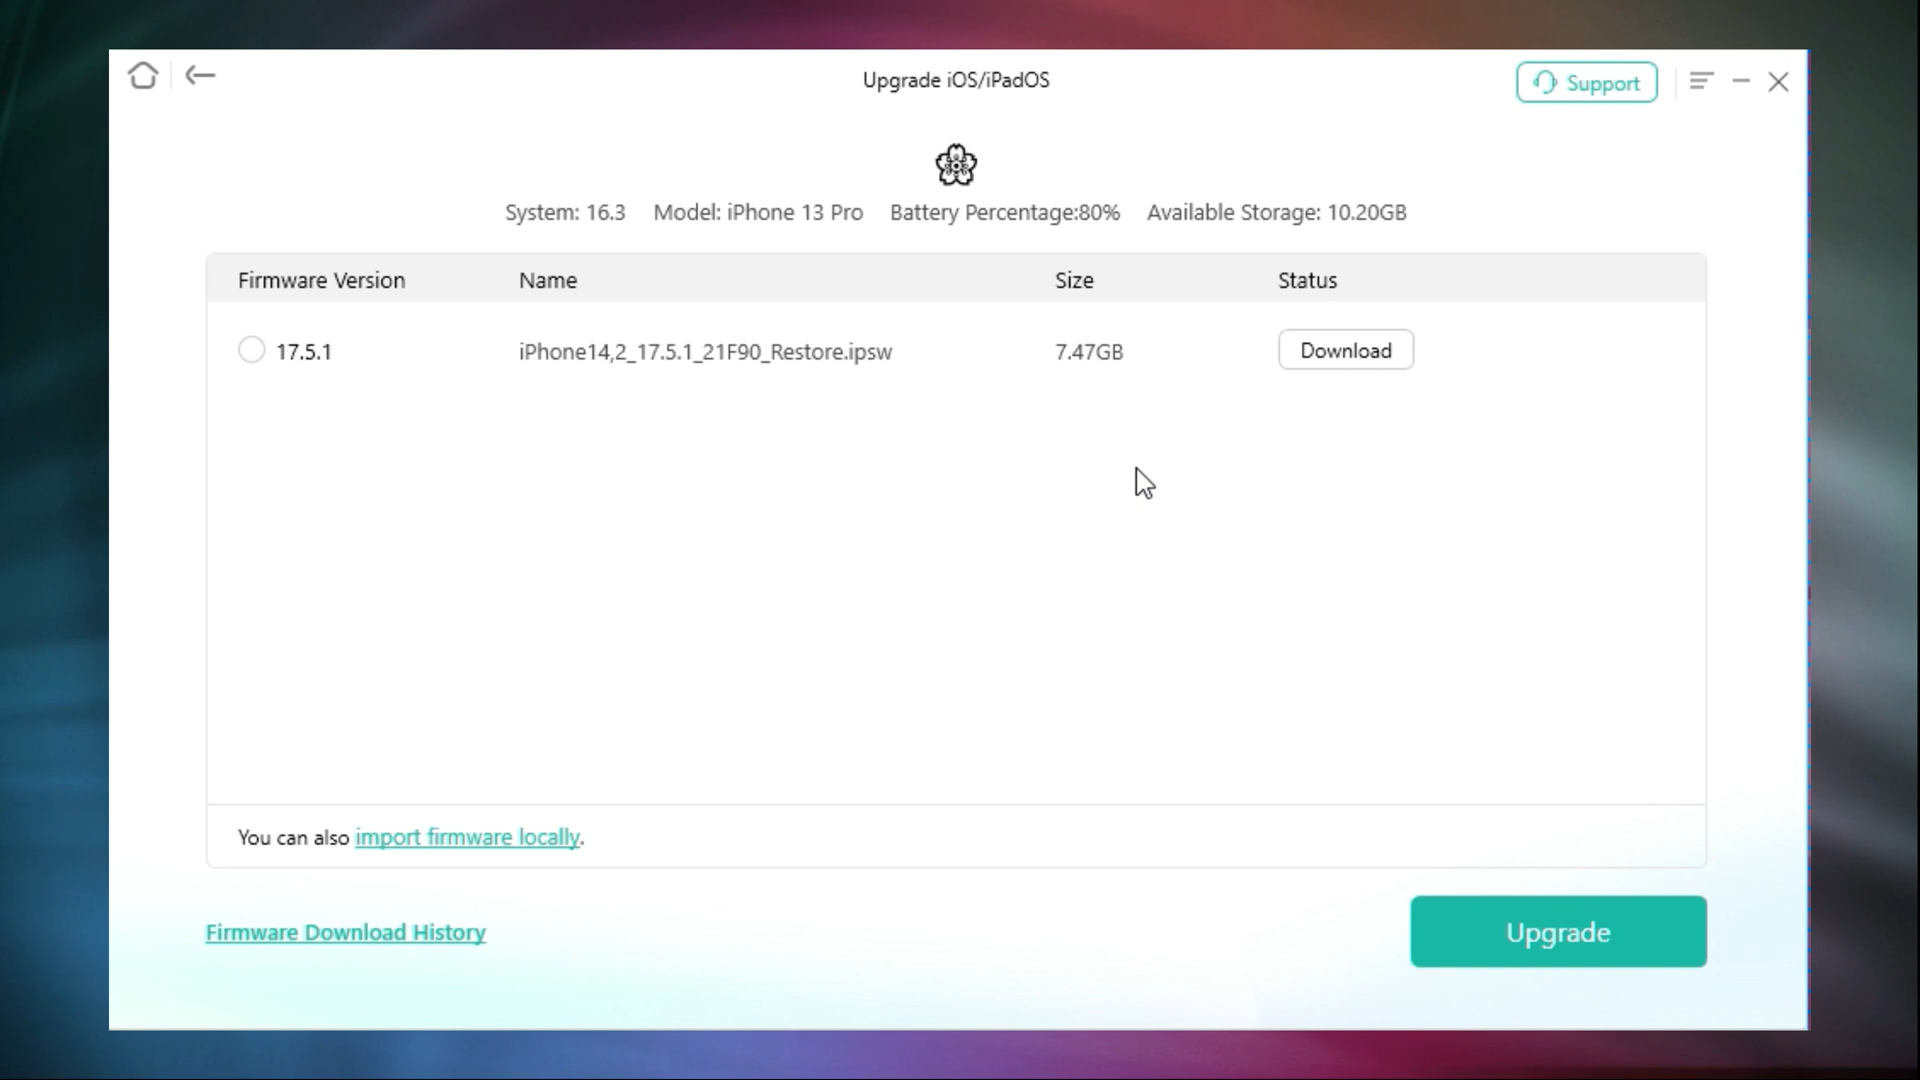 Upgrade iOS/iPadOS
Support
System: 16.3 Model: iPhone 13 Pro Battery Percentage:80% Available Storage: 10.20GB
Firmware Version Name Size Status
17.5.1 iPhone14,2_17.5.1_21F90_Restore.ipsw 7.47GB Download
You can also import firmware locally.
Firmware Download History
Upgrade